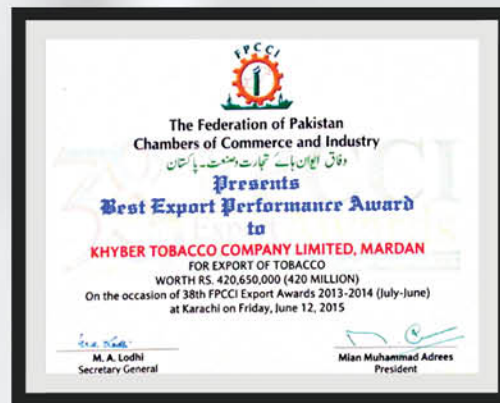 FPCCI
The Federation of Pakistan
Chambers of Commerce and Industry
وفاق ایوان ہائے تجارت و صنعت۔ پاکستان
Presents
Best Export Performance Award
to
KHYBER TOBACCO COMPANY LIMITED, MARDAN
FOR EXPORT OF TOBACCO
WORTH RS. 420,650,000 (420 MILLION)
On the occasion of 38th FPCCI Export Awards 2013-2014 (July-June)
at Karachi on Friday, June 12, 2015
M. A. Lodhi
Secretary General
Mian Muhammad Adrees
President